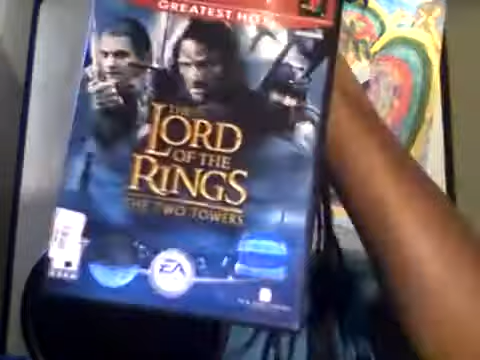 GREATEST HITS
THE
LORD
OF THE
RINGS
THE TWO TOWERS
EA